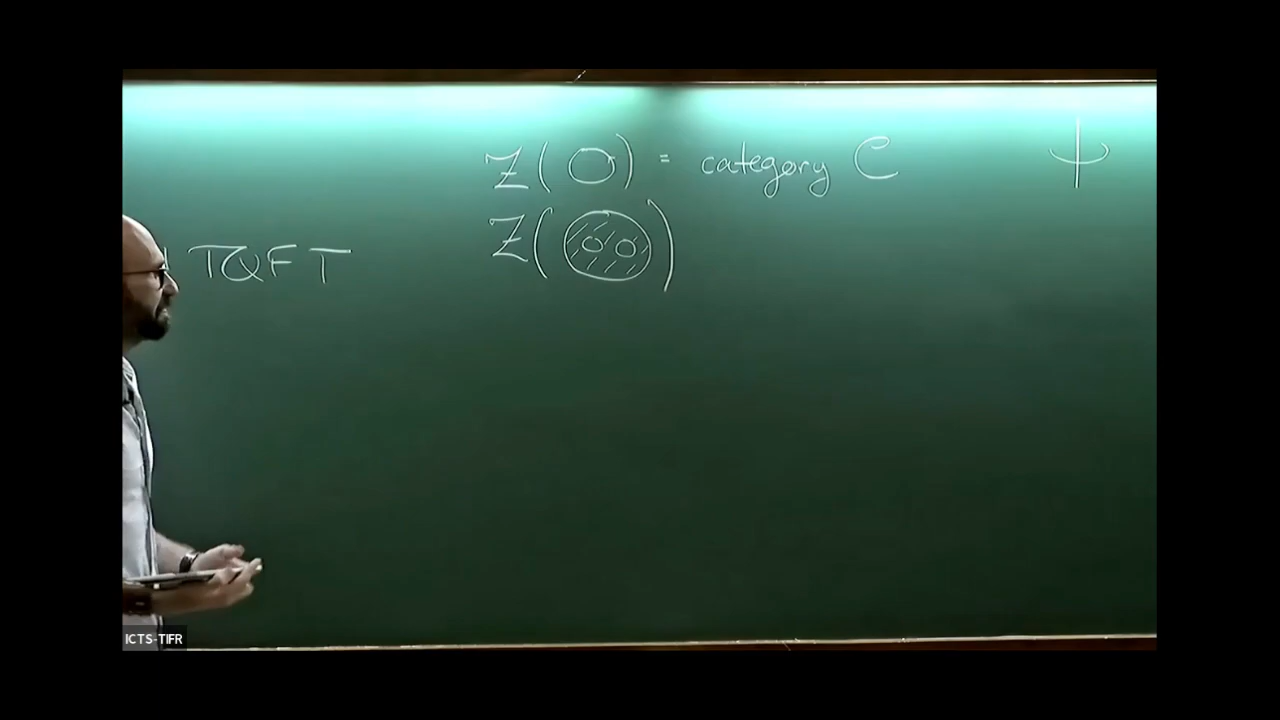 Z(○) = category C
Z( )
TQFT
ICTS-TIFR